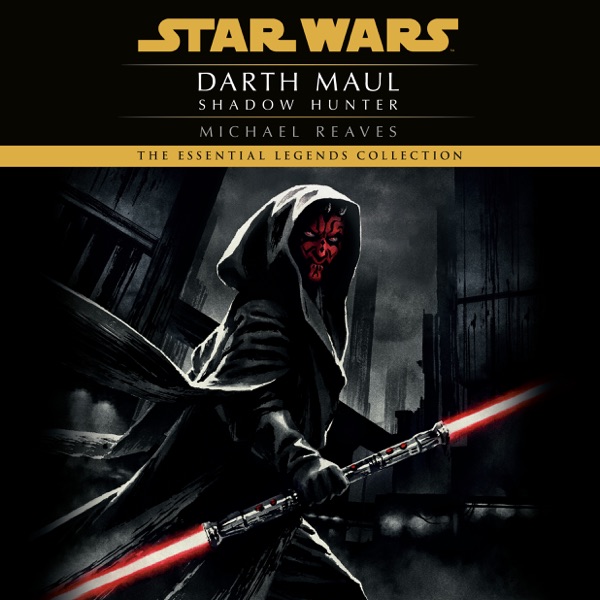 STAR WARS
DARTH MAUL
SHADOW HUNTER
MICHAEL REAVES
THE ESSENTIAL LEGENDS COLLECTION